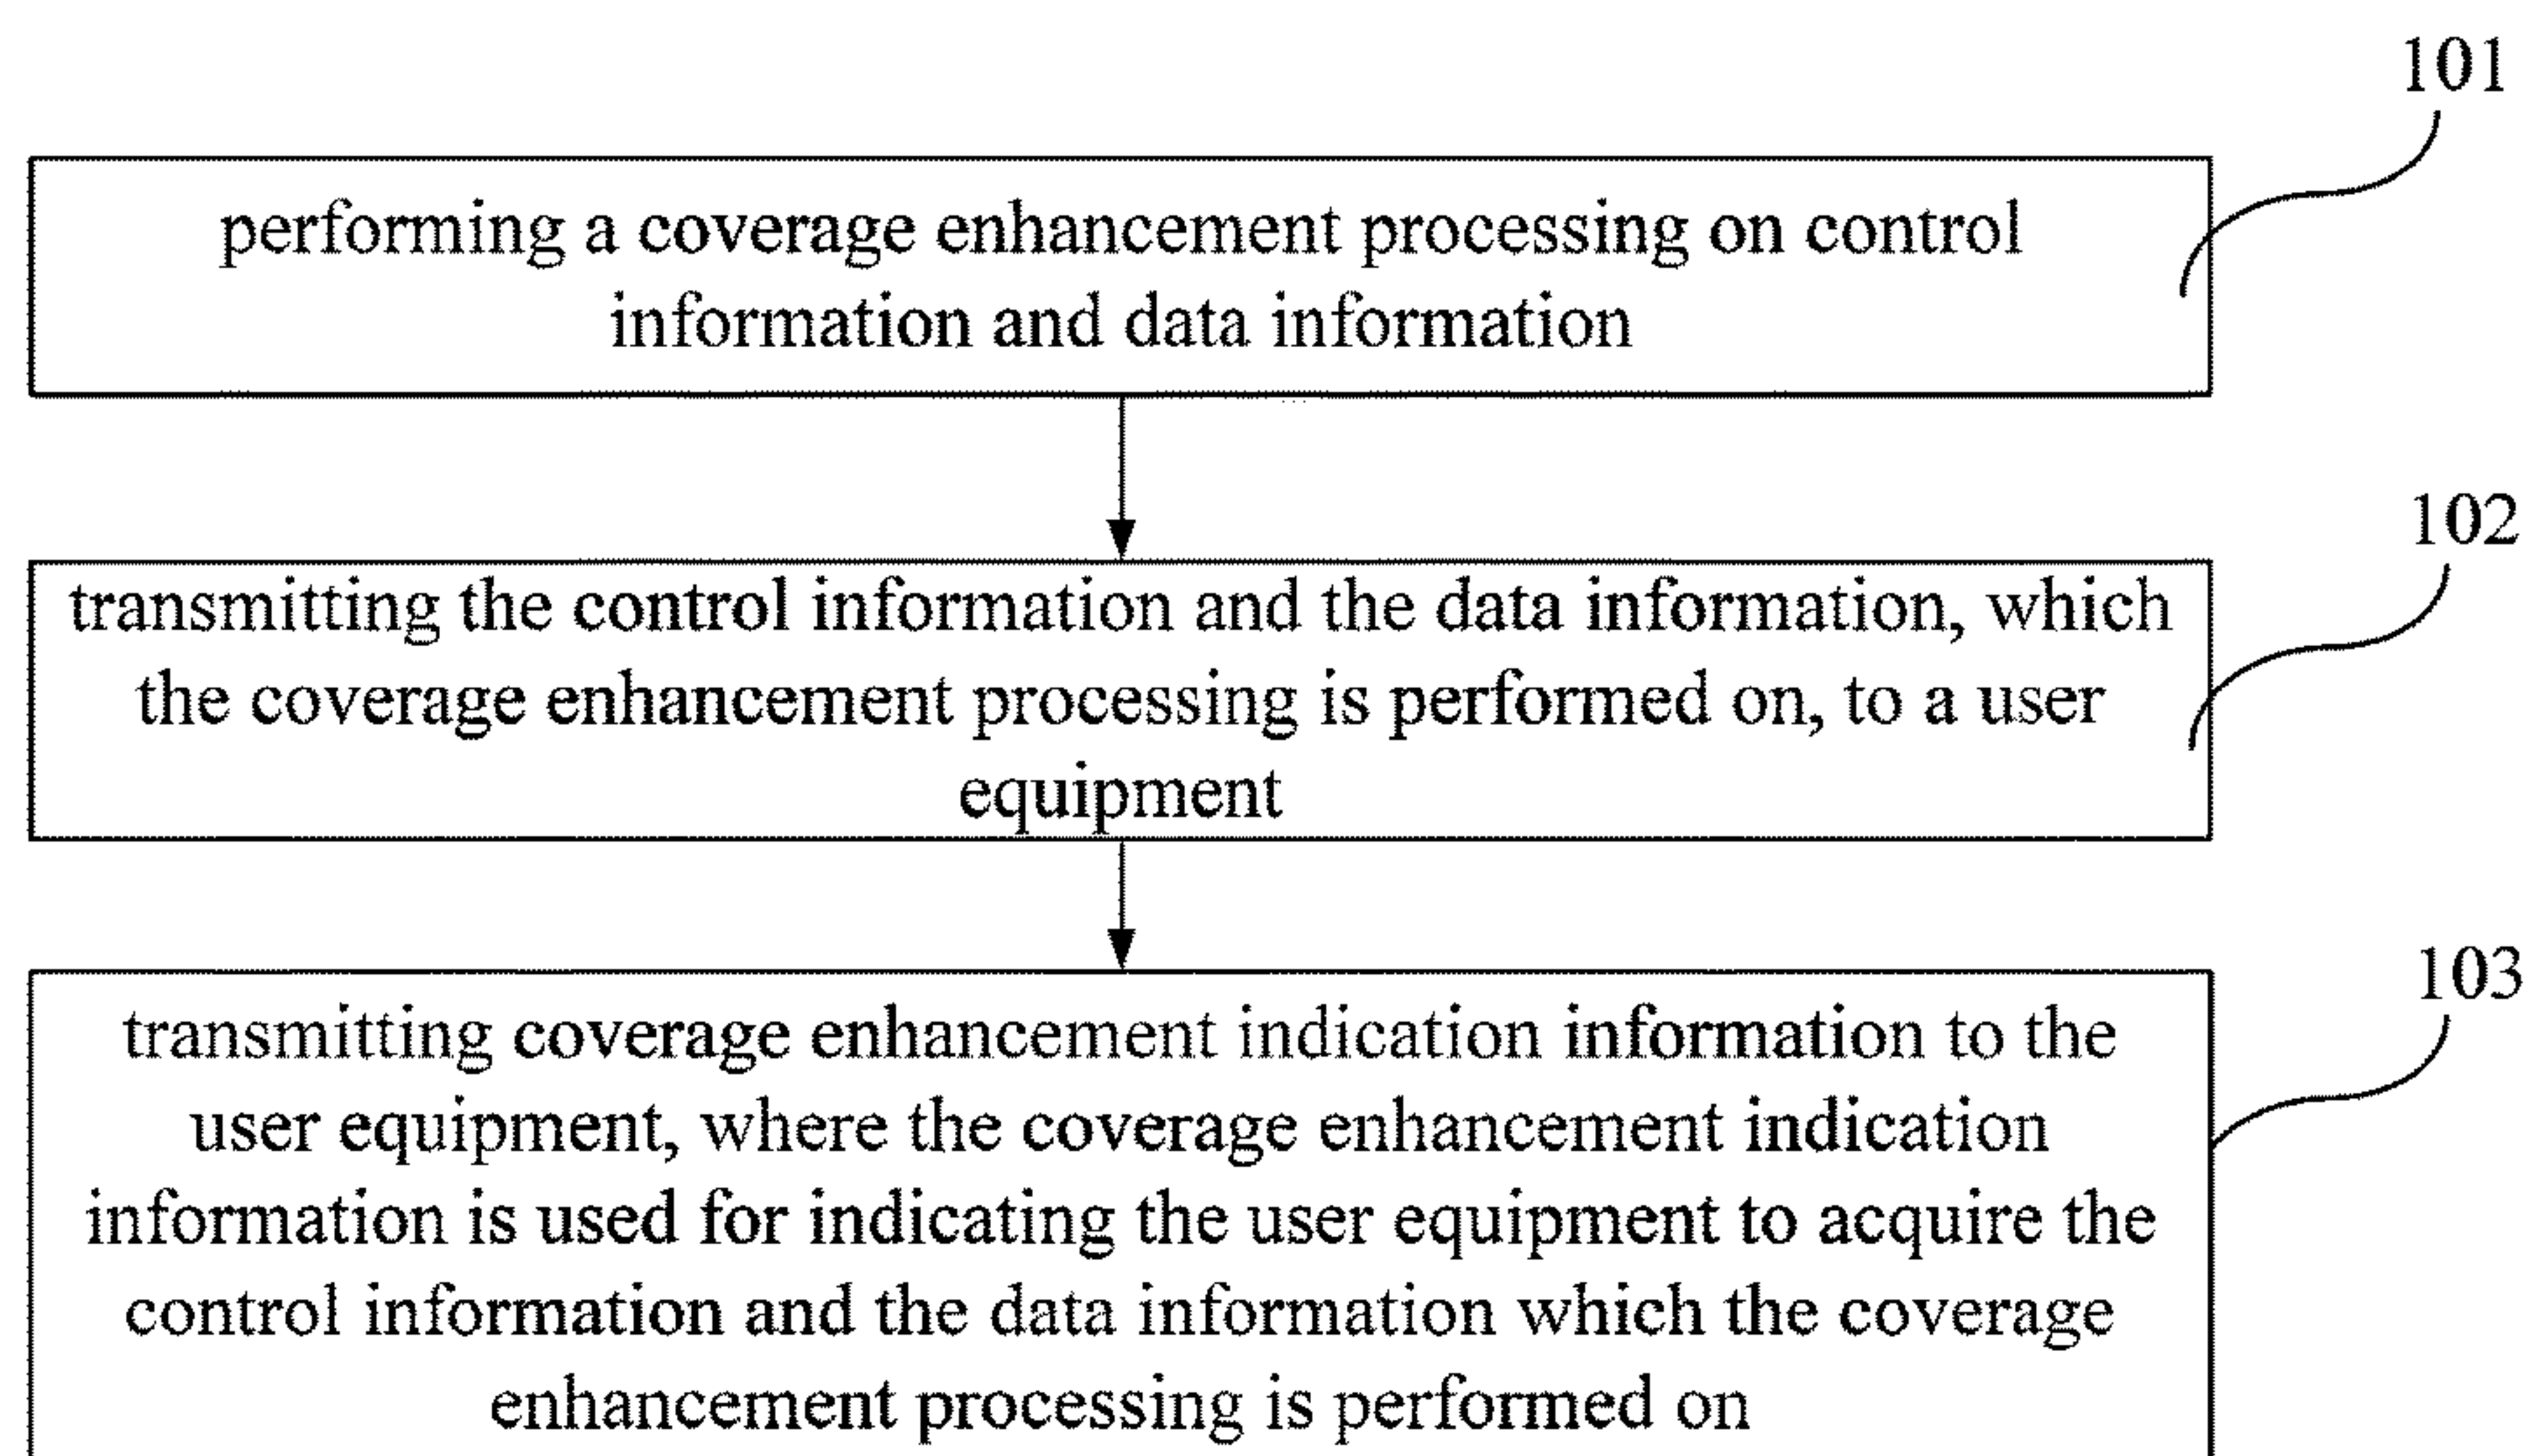 101
performing a coverage enhancement processing on control
information and data information
102
transmitting the control information and the data information, which
the coverage enhancement processing is performed on, to a user
equipment
103
transmitting coverage enhancement indication information to the
user equipment, where the coverage enhancement indication
information is used for indicating the user equipment to acquire the
control information and the data information which the coverage
enhancement processing is performed on